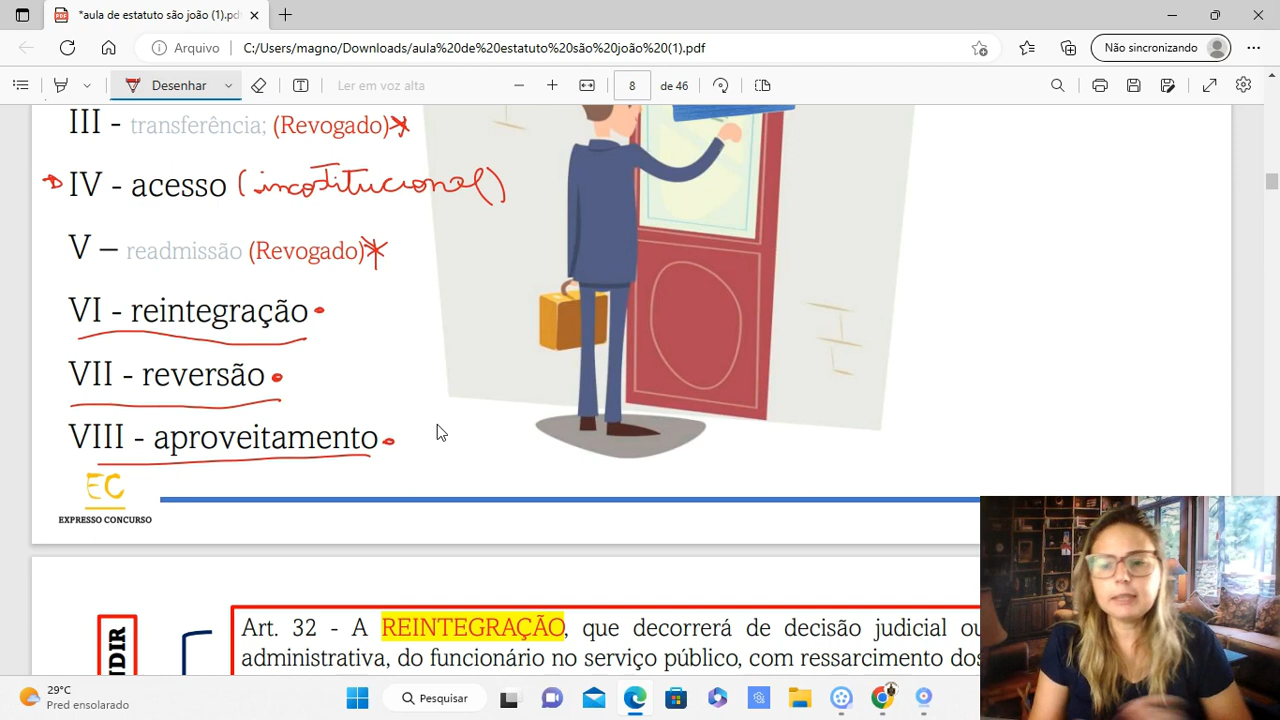 *aula de estatuto são joão (1).pdf
Arquivo
C:/Users/magno/Downloads/aula%20de%20estatuto%20são%20joão%20(1).pdf
Não sincronizando
Desenhar
Ler em voz alta
8
de 46
III - transferência; (Revogado)
IV - acesso (incostitucional)
V – readmissão (Revogado)
VI - reintegração
VII - reversão
VIII - aproveitamento
EC
EXPRESSO CONCURSO
NDIR
Art. 32 - A REINTEGRAÇÃO, que decorrerá de decisão judicial ou
administrativa, do funcionário no serviço público, com ressarcimento dos
29°C
Pred ensolarado
Pesquisar